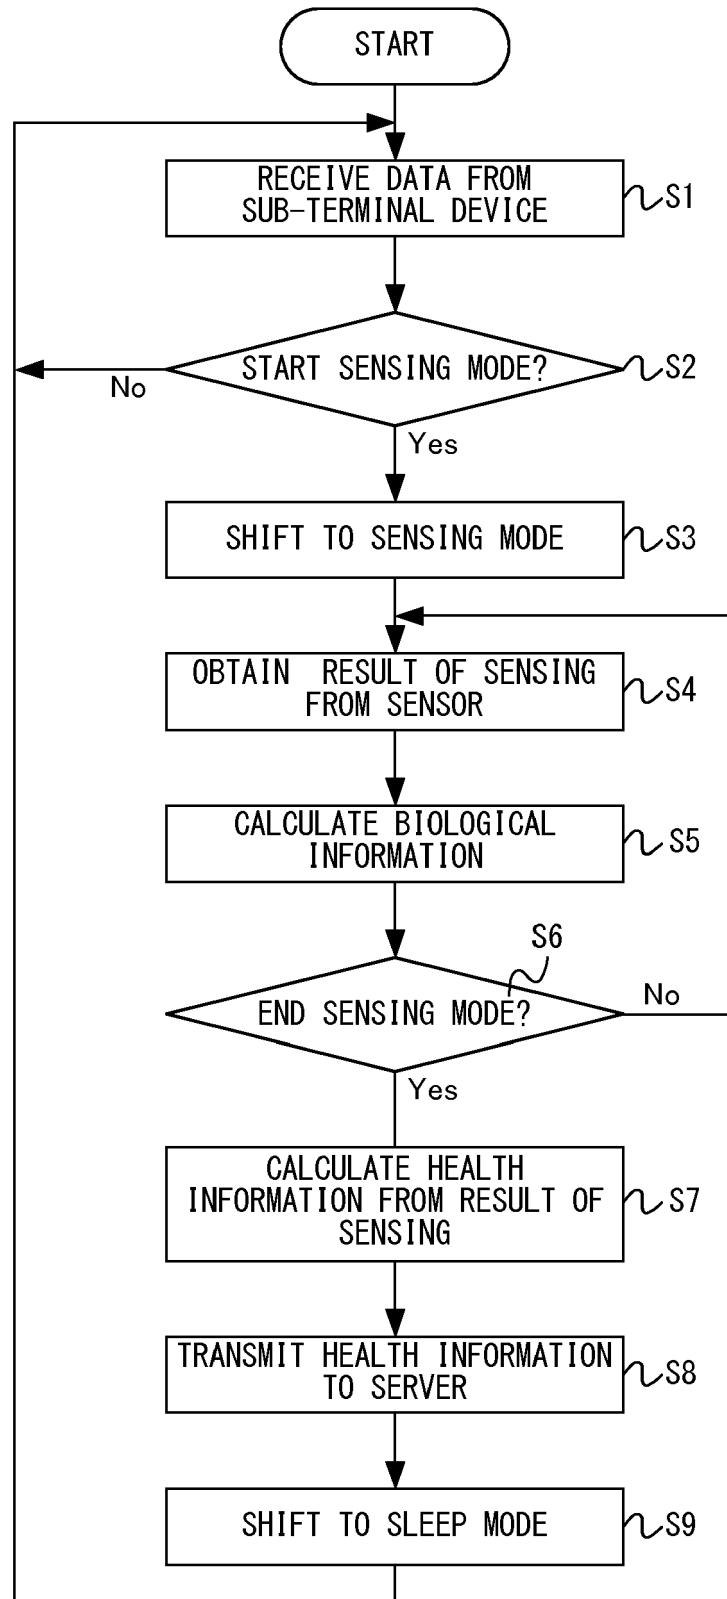 START
RECEIVE DATA FROM
SUB-TERMINAL DEVICE
S1
START SENSING MODE?
S2
No
Yes
SHIFT TO SENSING MODE
S3
OBTAIN RESULT OF SENSING
FROM SENSOR
S4
CALCULATE BIOLOGICAL
INFORMATION
S5
S6
END SENSING MODE?
No
Yes
CALCULATE HEALTH
INFORMATION FROM RESULT OF
SENSING
S7
TRANSMIT HEALTH INFORMATION
TO SERVER
S8
SHIFT TO SLEEP MODE
S9